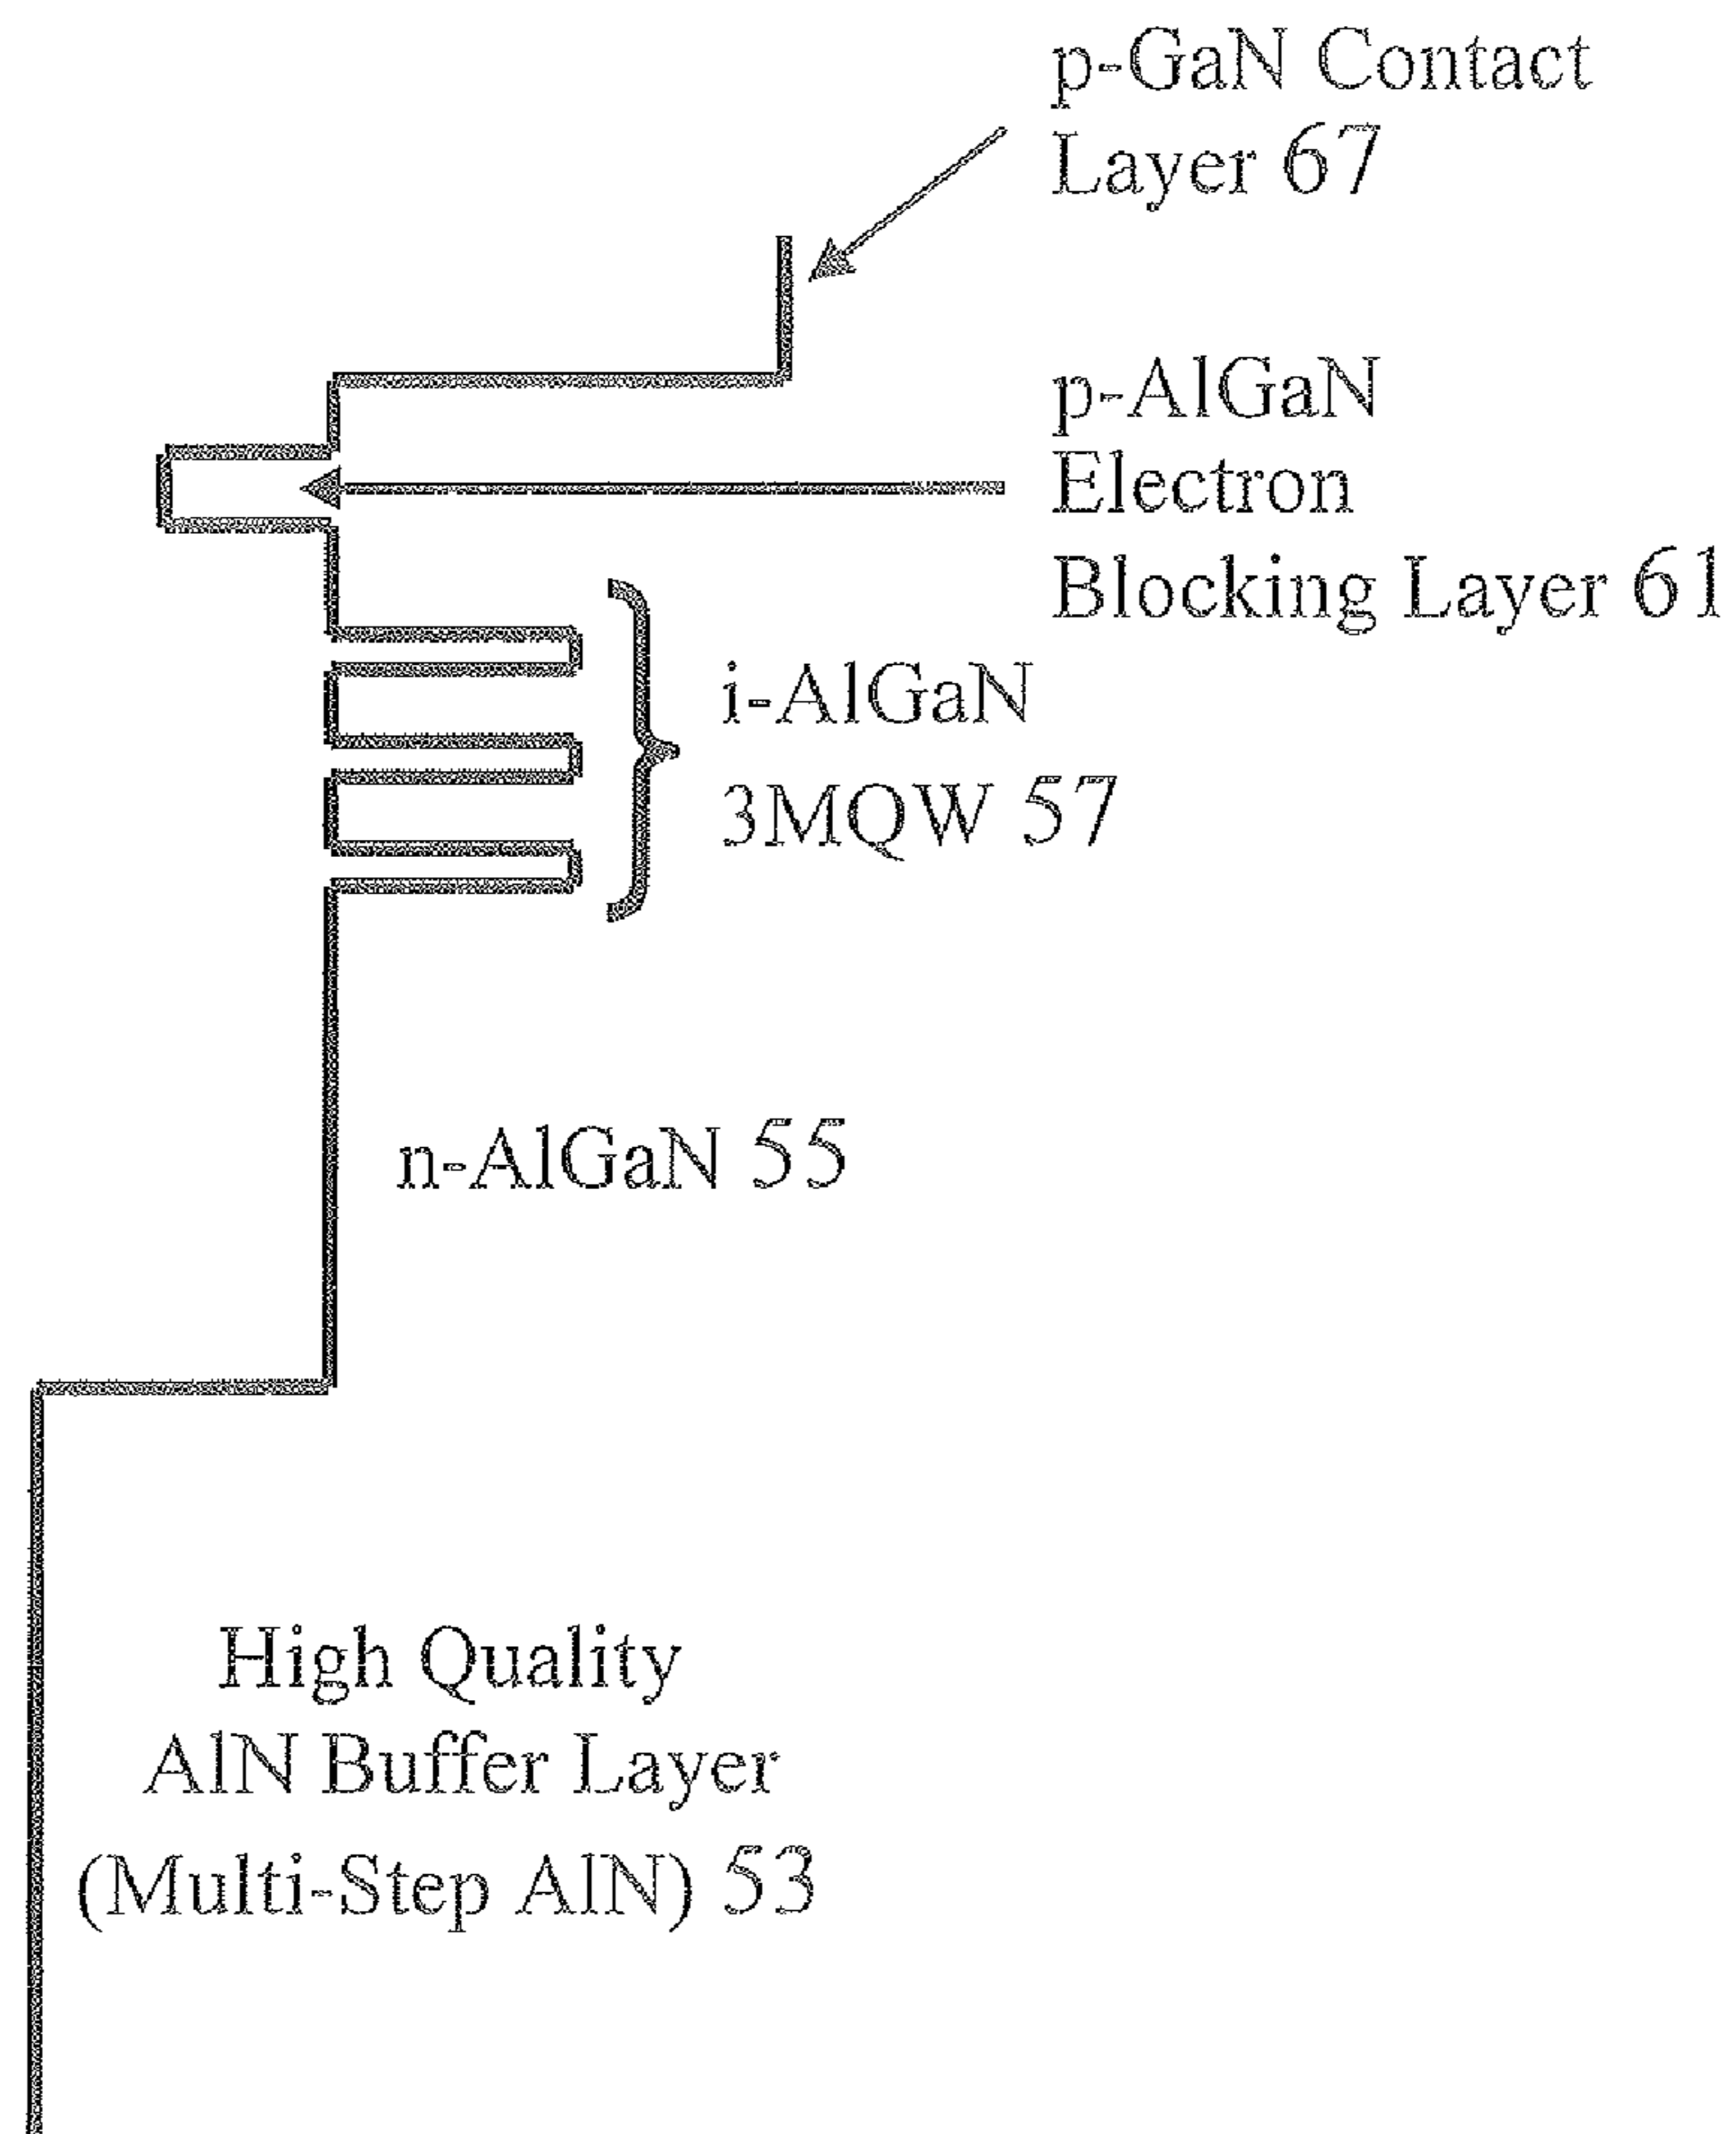 p-GaN Contact
Layer 67
p-AlGaN
Electron
Blocking Layer 61
i-AlGaN
3MQW 57
n-AlGaN 55
High Quality
AlN Buffer Layer
(Multi-Step AlN) 53